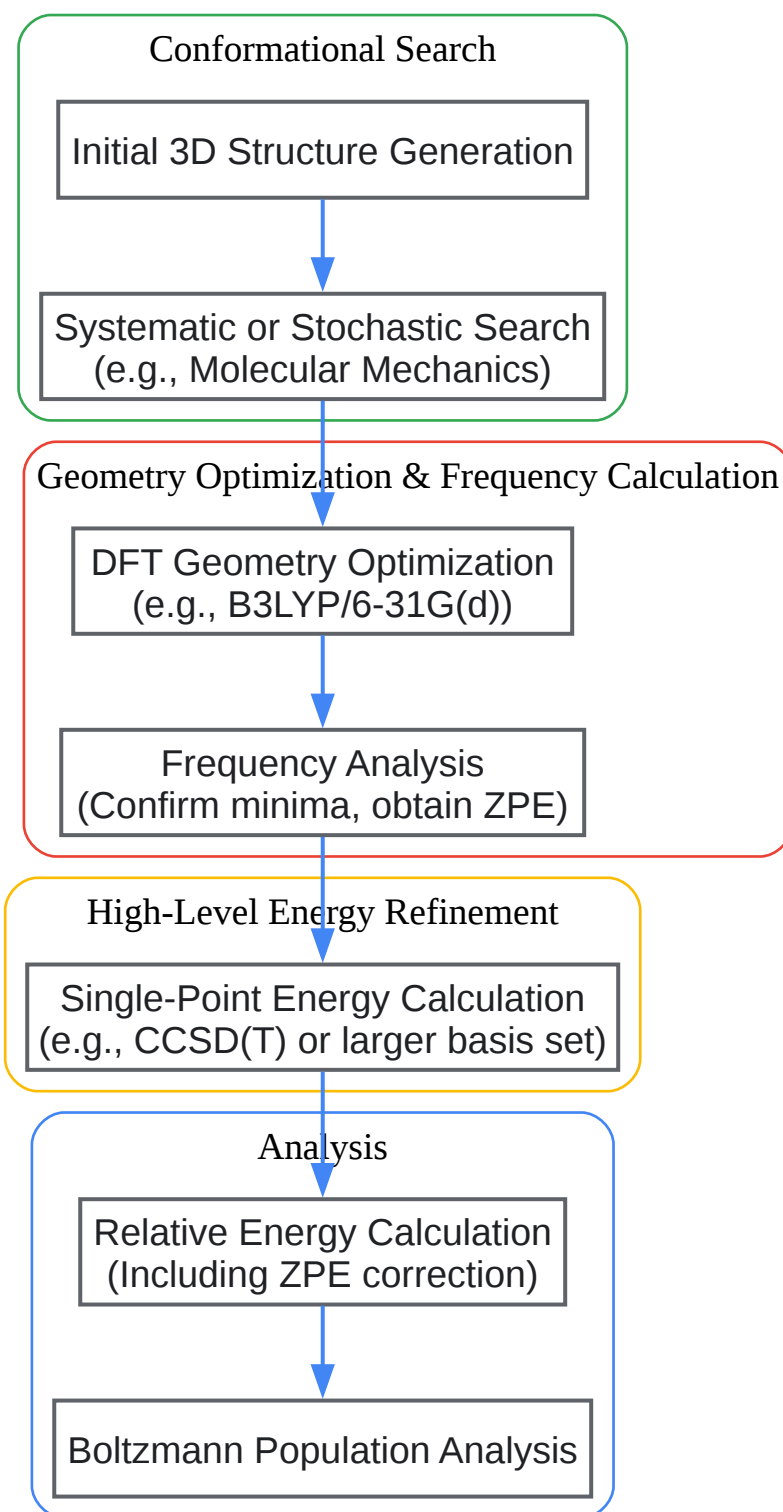 Conformational Search
Initial 3D Structure Generation
Systematic or Stochastic Search
(e.g., Molecular Mechanics)
Geometry Optimization & Frequency Calculation
DFT Geometry Optimization
(e.g., B3LYP/6-31G(d))
Frequency Analysis
(Confirm minima, obtain ZPE)
High-Level Energy Refinement
Single-Point Energy Calculation
(e.g., CCSD(T) or larger basis set)
Analysis
Relative Energy Calculation
(Including ZPE correction)
Boltzmann Population Analysis